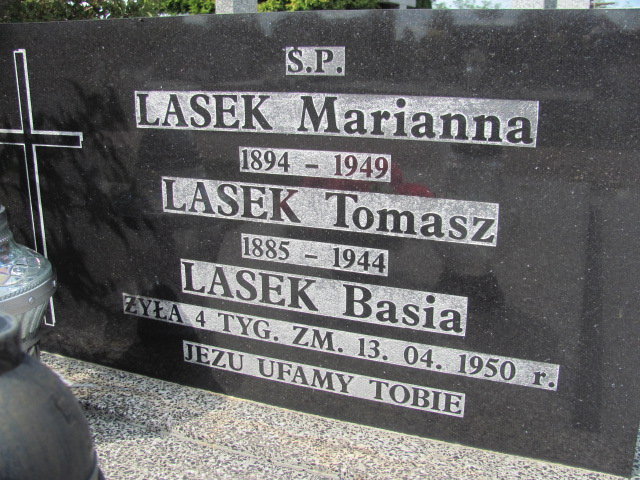 Ś.P.
LASEK Marianna
1894 - 1949
LASEK Tomasz
1885 - 1944
LASEK Basia
ŻYŁA 4 TYG. ZM. 13. 04. 1950 r.
JEZU UFAMY TOBIE